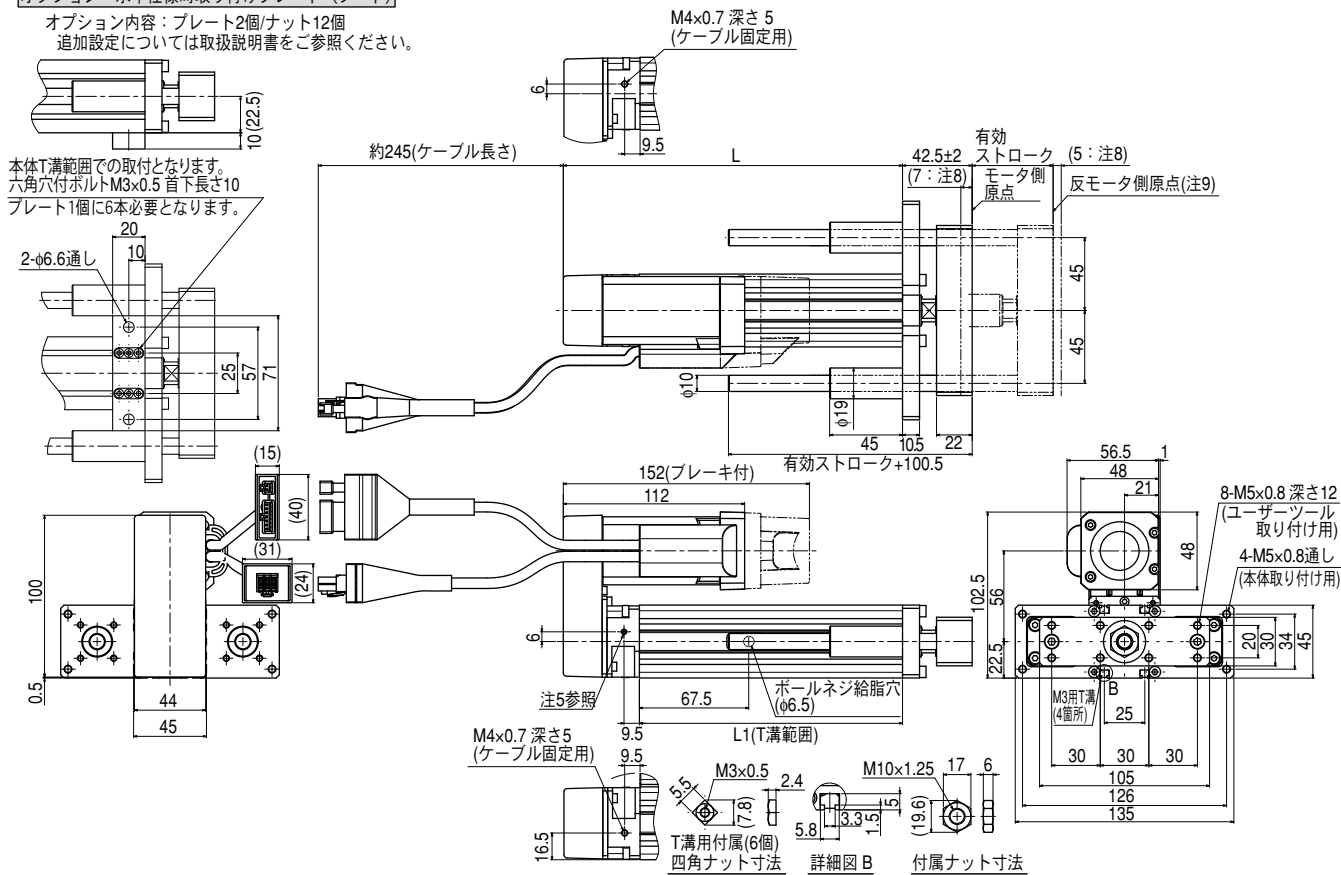 オプション内容：プレート2個/ナット12個
追加設定については取扱説明書をご参照ください。
10
(22.5)
本体T溝範囲での取付となります。
六角穴付ボルトM3×0.5 首下長さ10
プレート1個に6本必要となります。
20
10
2-φ6.6通し
25
57
71
M4×0.7 深さ5
(ケーブル固定用)
6
9.5
約245(ケーブル長さ)
L
42.5±2
(7：注8)
有効
ストローク
モータ側
原点
(5：注8)
反モータ側原点(注9)
45
45
φ10
φ19
45
10.5
22
有効ストローク+100.5
(15)
(40)
(31)
(24)
100
0.5
44
45
152(ブレーキ付)
112
6
注5参照
67.5
ボールネジ給脂穴
(φ6.5)
9.5
L1(T溝範囲)
56.5
1
48
21
8-M5×0.8 深さ12
(ユーザーツール
取り付け用)
4-M5×0.8通し
(本体取り付け用)
48
102.5
56
22.5
20
30
34
45
M3用T溝
(4箇所)
B
25
30
30
30
105
126
135
M4×0.7 深さ5
(ケーブル固定用)
9.5
16.5
M3×0.5
5.5
(7.8)
2.4
T溝用付属(6個)
四角ナット寸法
5
1.5
3.3
5.8
詳細図 B
M10×1.25
17
6
(19.6)
付属ナット寸法